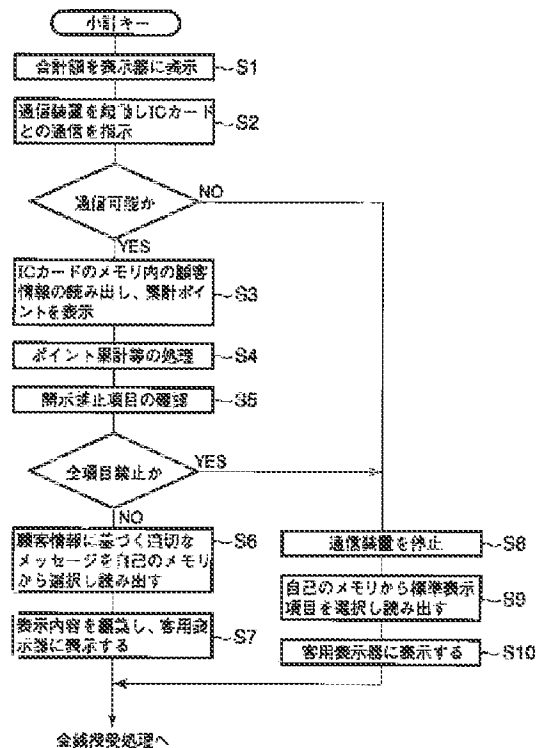 小計キー
合計額を表示器に表示
S1
通信装置を起動しICカード
との通信を指示
S2
通信可能か
NO
YES
ICカードのメモリ内の顧客
情報の読み出し、累計ポイ
ントを表示
S3
ポイント累計等の処理
S4
開示禁止項目の確認
S5
全項目禁止か
YES
NO
顧客情報に基づく適切な
メッセージを自己のメモリ
から選択し読み出す
S6
表示内容を編集し、客用表
示器に表示する
S7
通信装置を停止
S8
自己のメモリから標準表示
項目を選択し読み出す
S9
客用表示器に表示する
S10
金銭授受処理へ